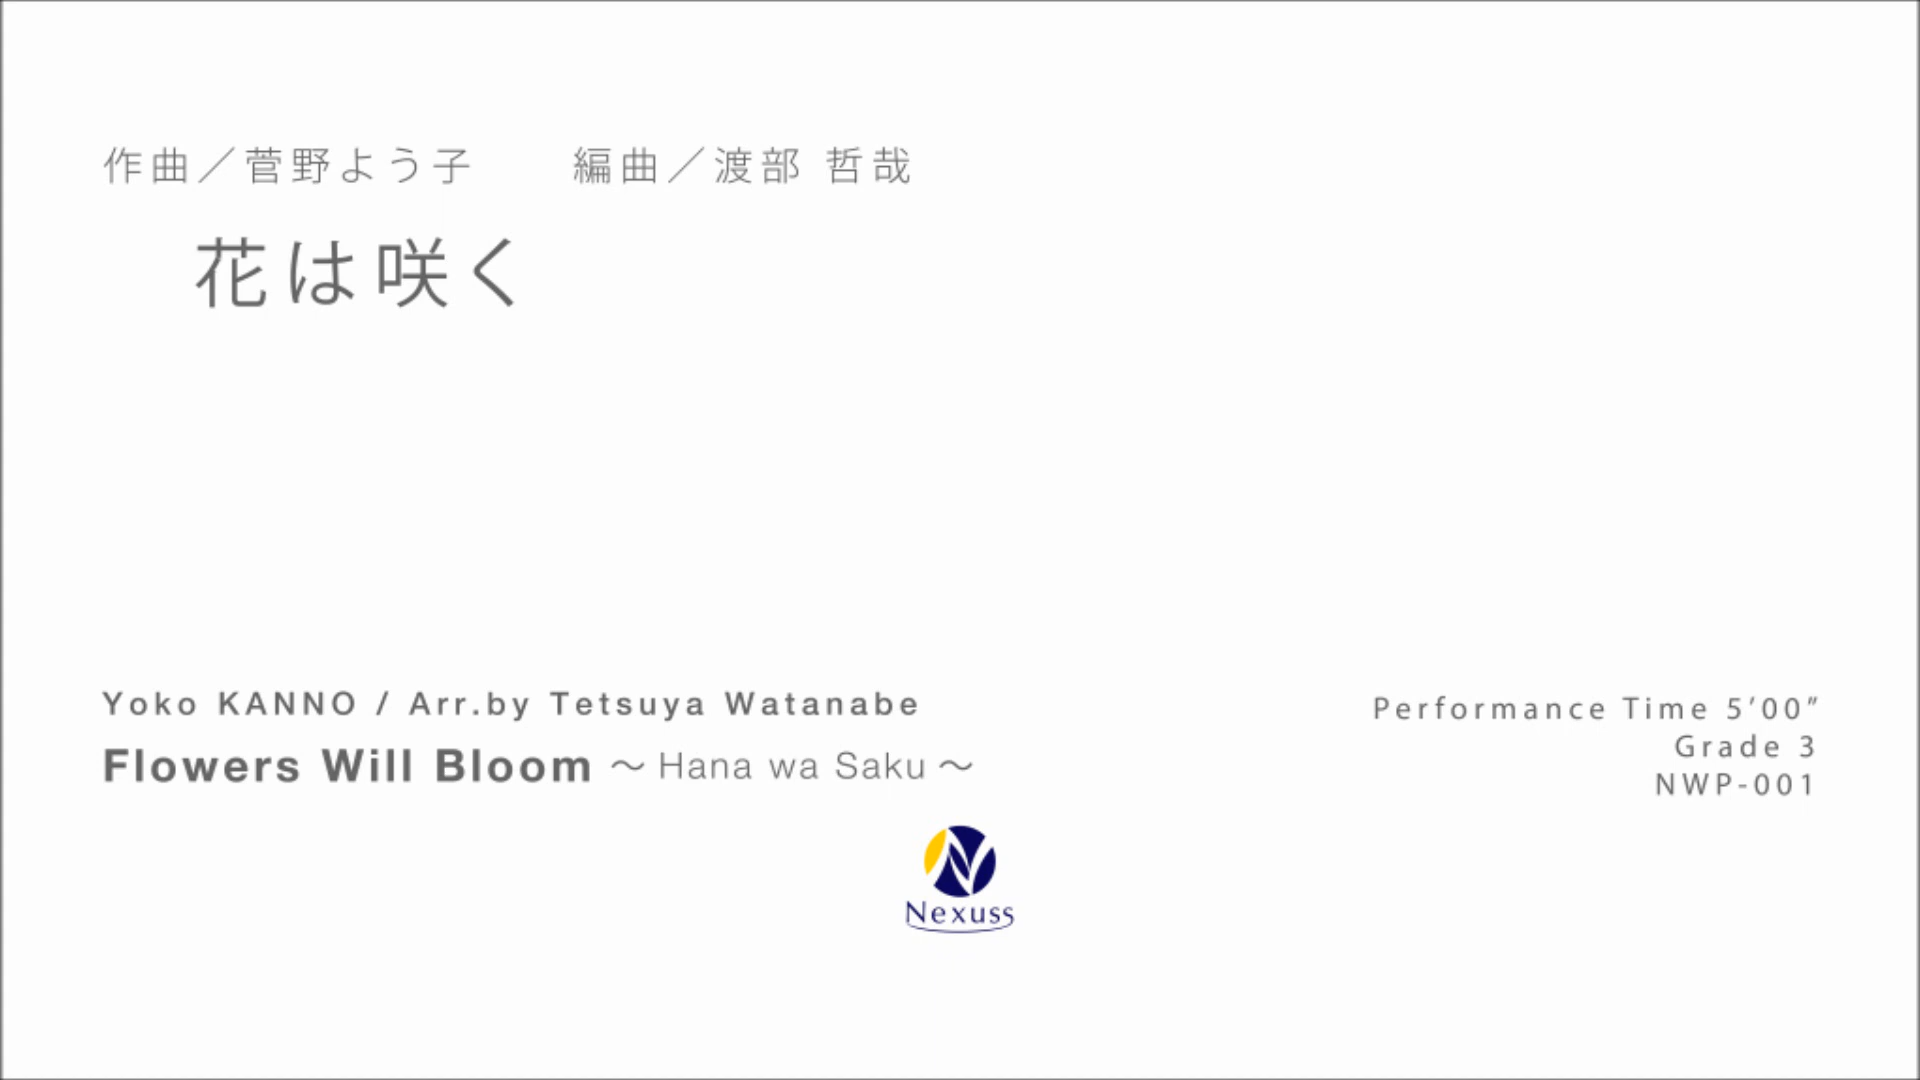 作曲／菅野よう子　　編曲／渡部 哲哉
花は咲く
Yoko KANNO / Arr.by Tetsuya Watanabe
Flowers Will Bloom ～ Hana wa Saku ～
Performance Time 5’00”
Grade 3
NWP-001
Nexuss